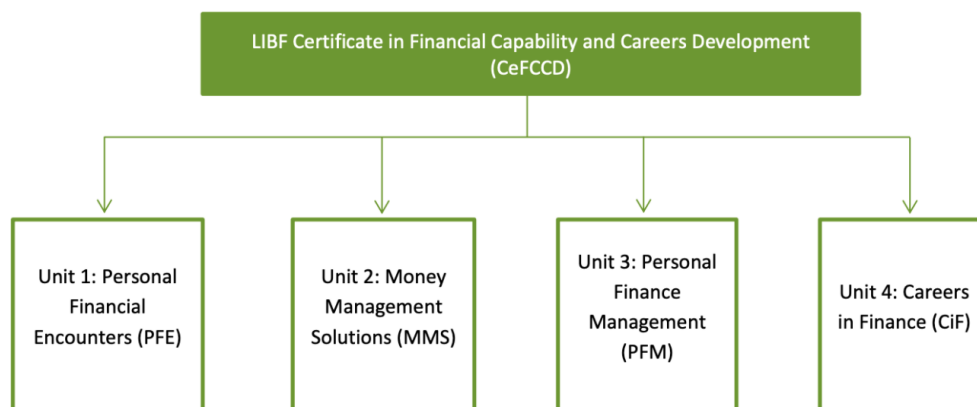 LIBF Certificate in Financial Capability and Careers Development
(CeFCCD)
Unit 1: Personal
Financial
Encounters (PFE)
Unit 2: Money
Management
Solutions (MMS)
Unit 3: Personal
Finance
Management
(PFM)
Unit 4: Careers
in Finance (CiF)